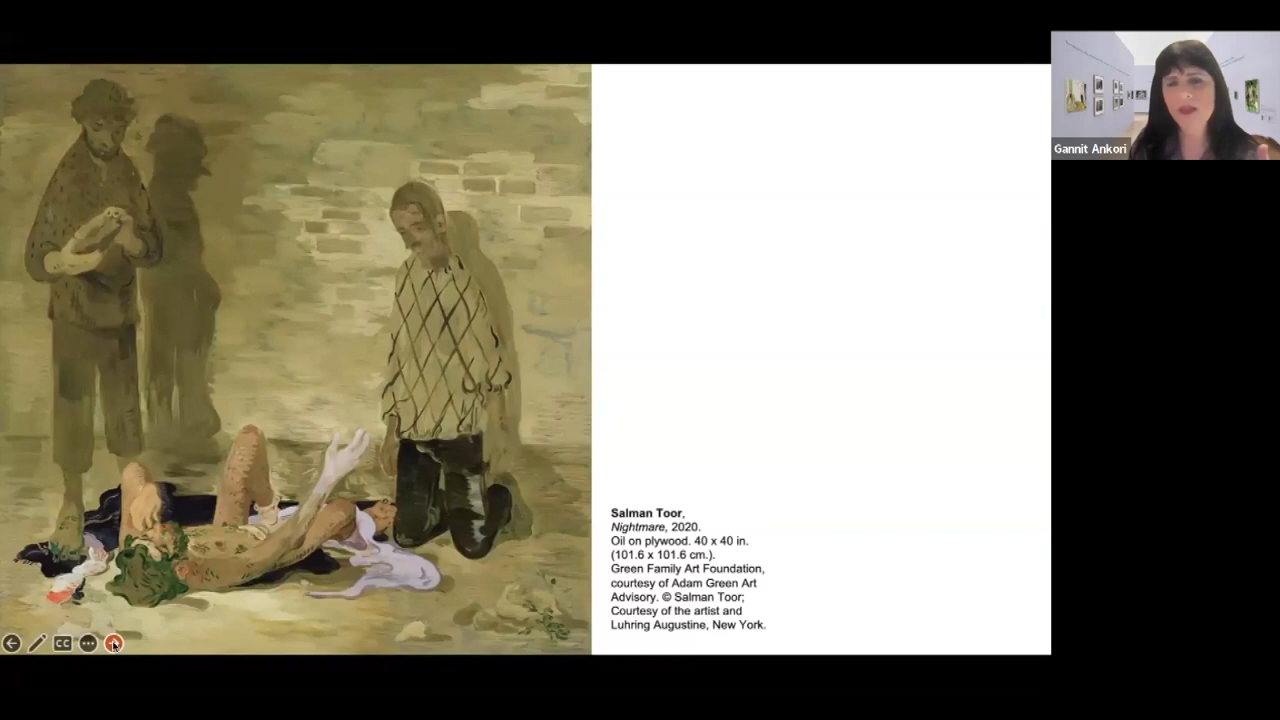 Gannit Ankori
Salman Toor,
Nightmare, 2020.
Oil on plywood. 40 x 40 in.
(101.6 x 101.6 cm.).
Green Family Art Foundation,
courtesy of Adam Green Art
Advisory. © Salman Toor;
Courtesy of the artist and
Luhring Augustine, New York.
CC